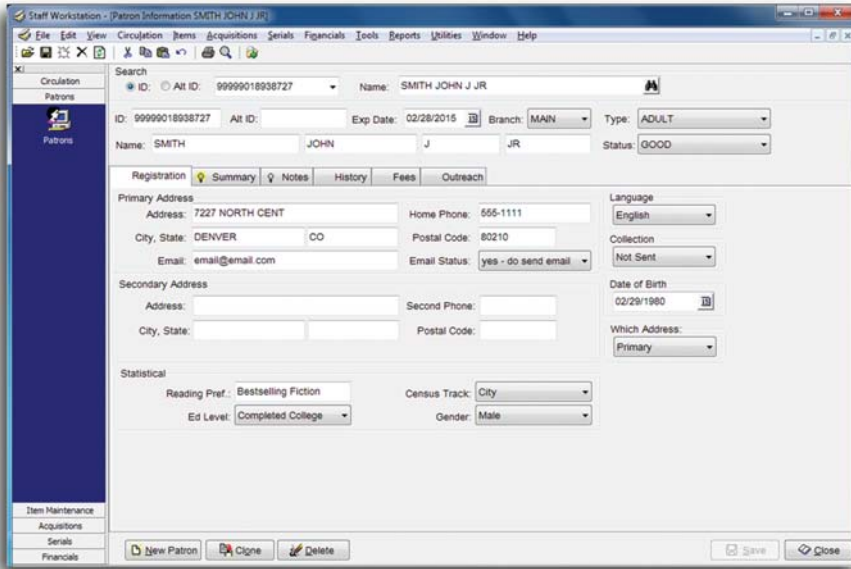 Staff Workstation - [Patron Information SMITH JOHN J JR]
File Edit View Circulation Items Acquisitions Serials Financials Tools Reports Utilities Window Help
Circulation
Patrons
Patrons
Item Maintenance
Acquisitions
Serials
Financials
Search
ID: Alt ID: 99999018938727 Name: SMITH JOHN J JR
ID: 99999018938727 Alt ID: Exp Date: 02/28/2015 Branch: MAIN Type: ADULT
Name: SMITH JOHN J JR Status: GOOD
Registration Summary Notes History Fees Outreach
Primary Address
Address: 7227 NORTH CENT Home Phone: 555-1111
City, State: DENVER CO Postal Code: 80210
Email: email@email.com Email Status: yes - do send email
Secondary Address
Address: Second Phone:
City, State: Postal Code:
Language
English
Collection
Not Sent
Date of Birth
02/29/1980
Which Address:
Primary
Statistical
Reading Pref.: Bestselling Fiction Census Track: City
Ed Level: Completed College Gender: Male
New Patron Clone Delete Save Close